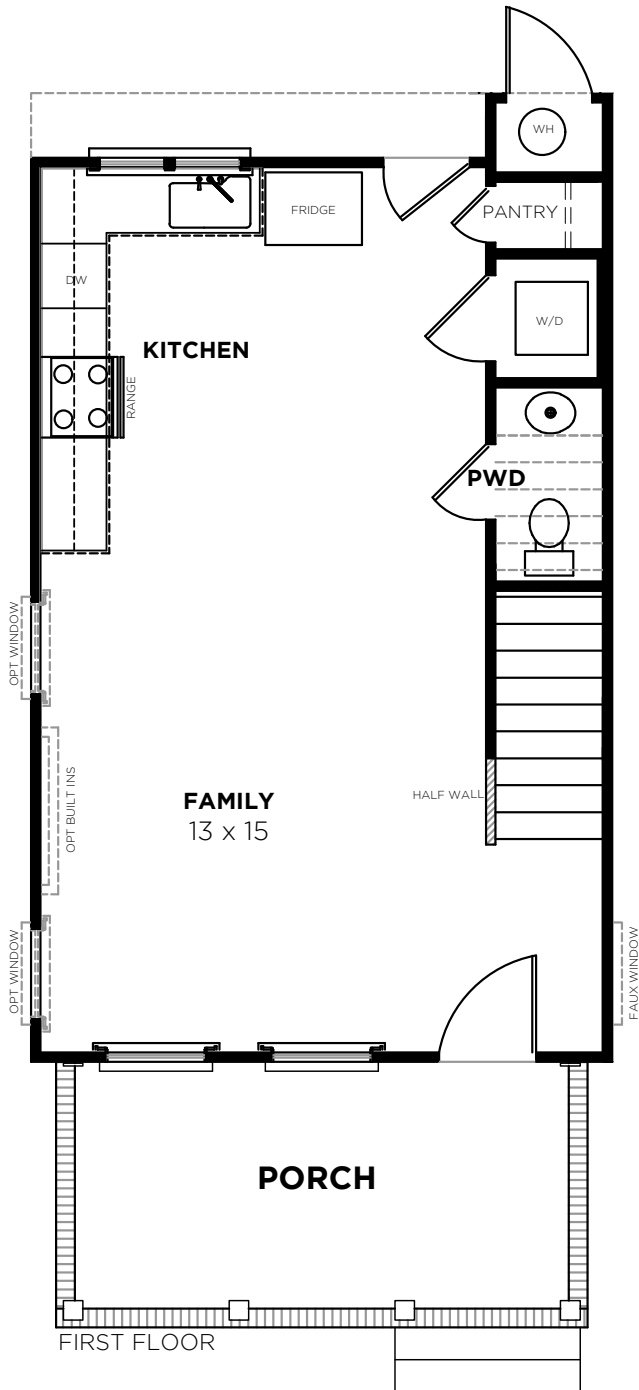 WH
PANTRY
FRIDGE
DW
W/D
KITCHEN
RANGE
PWD
OPT WINDOW
OPT BUILT INS
HALF WALL
FAMILY
13 x 15
OPT WINDOW
FAUX WINDOW
PORCH
FIRST FLOOR